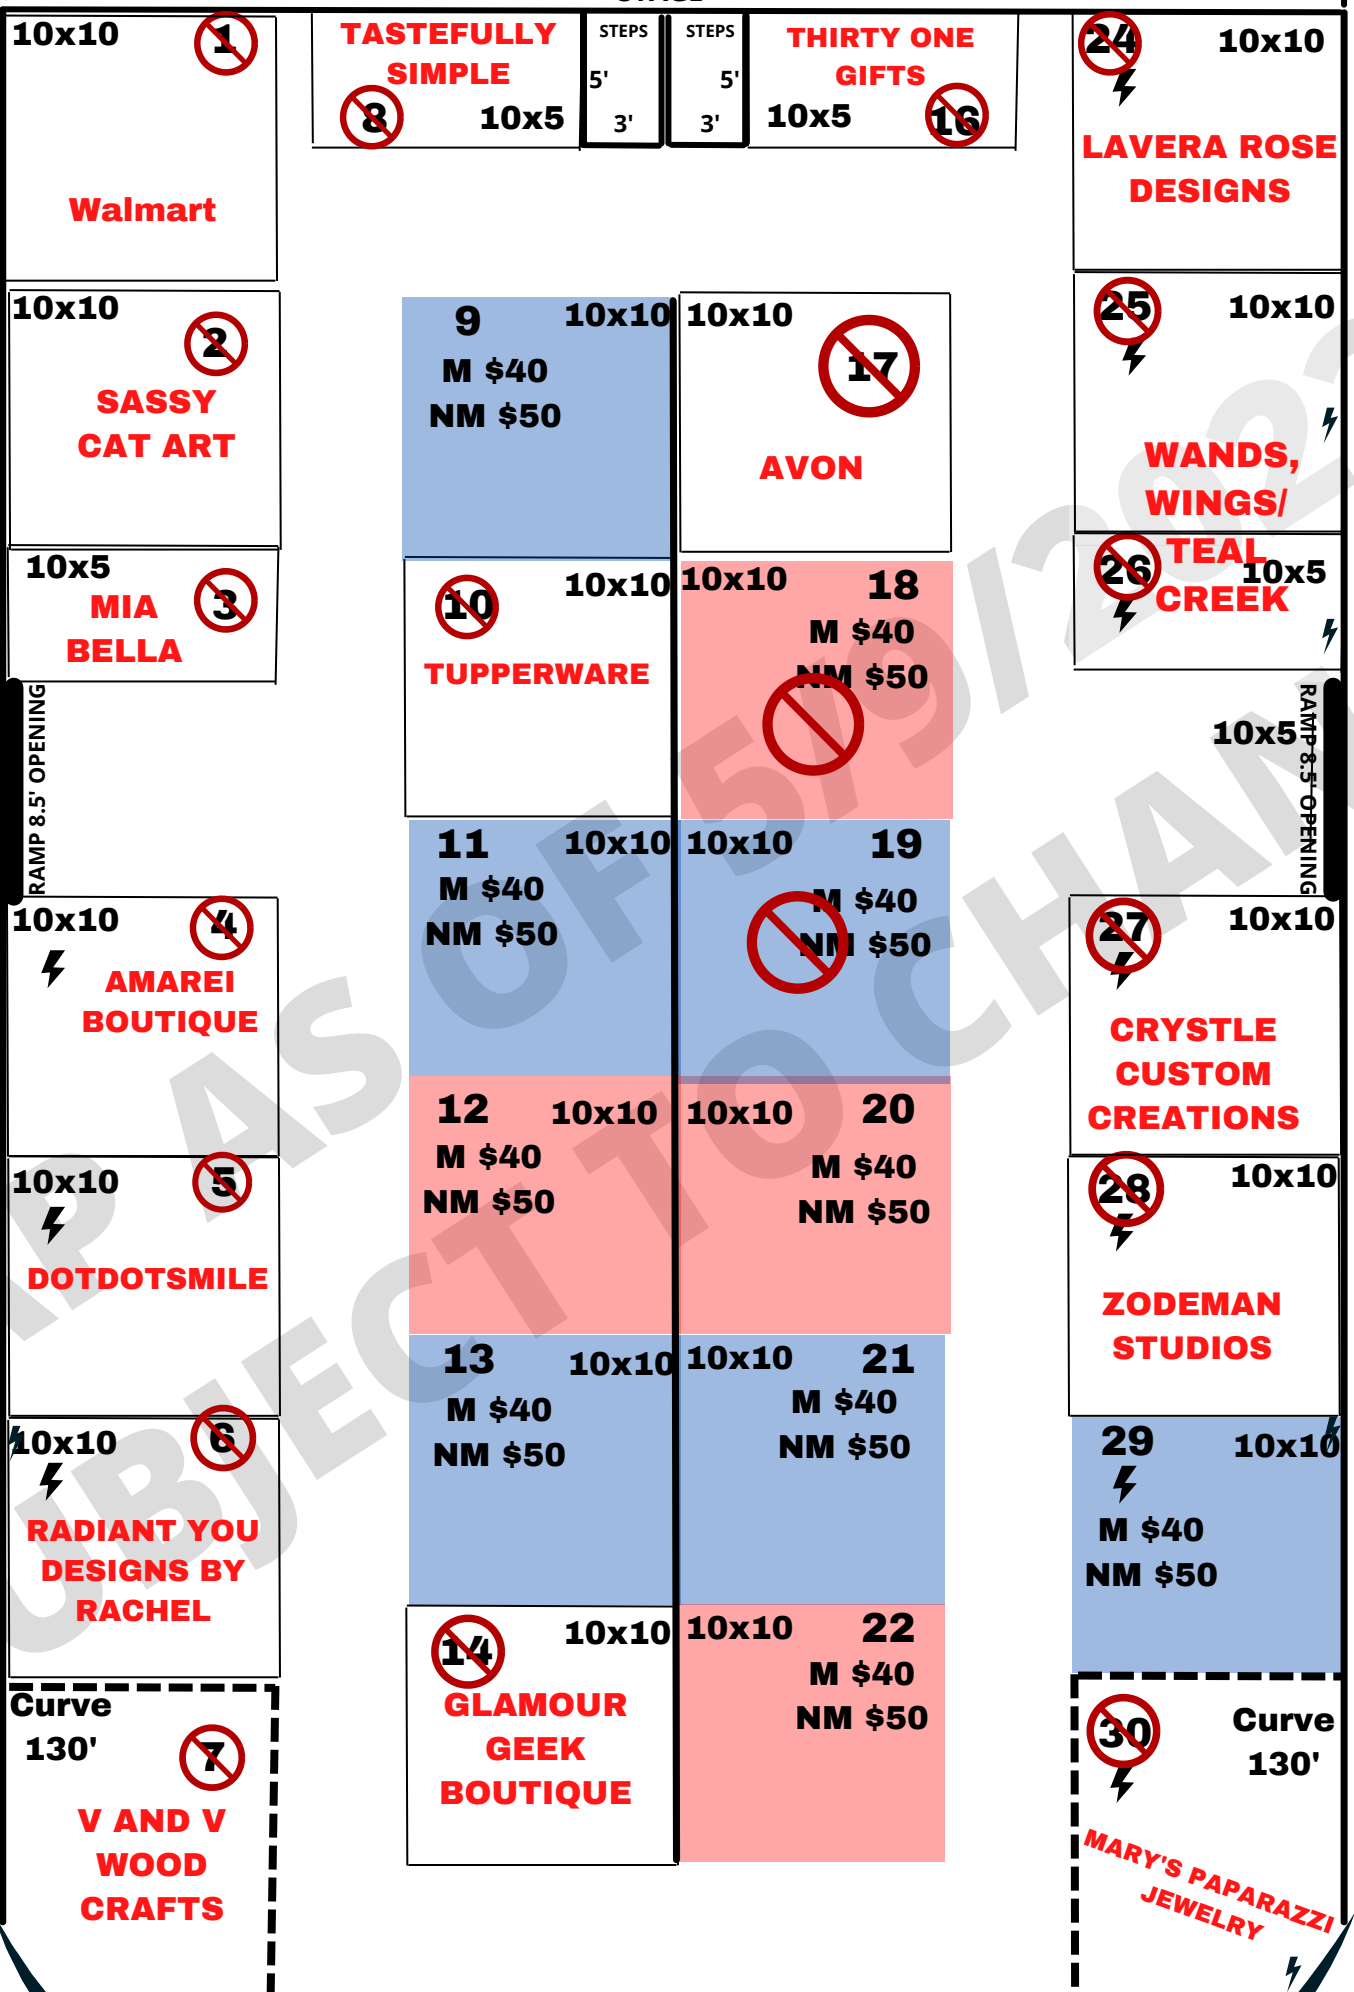 10x10 1
Walmart
TASTEFULLY
SIMPLE
8 10x5
STEPS
5'
3'
STEPS
5'
3'
THIRTY ONE
GIFTS
10x5 16
24 10x10
LAVERA ROSE
DESIGNS
10x10
2
SASSY
CAT ART
9 10x10
M $40
NM $50
10x10
17
AVON
25 10x10
WANDS,
WINGS/
TEAL
CREEK
26 10x5
10x5
3
MIA
BELLA
10 10x10
TUPPERWARE
10x10 18
M $40
NM $50
RAMP 8.5' OPENING
10x5
RAMP 8.5' OPENING
11 10x10
M $40
NM $50
10x10 19
M $40
NM $50
10x10 4
AMAREI
BOUTIQUE
27 10x10
CRYSTLE
CUSTOM
CREATIONS
12 10x10
M $40
NM $50
10x10 20
M $40
NM $50
10x10 5
DOTDOTSMILE
28 10x10
ZODEMAN
STUDIOS
13 10x10
M $40
NM $50
10x10 21
M $40
NM $50
10x10 6
RADIANT YOU
DESIGNS BY
RACHEL
29 10x10
M $40
NM $50
14 10x10
GLAMOUR
GEEK
BOUTIQUE
10x10 22
M $40
NM $50
Curve
130'
7
V AND V
WOOD
CRAFTS
30
Curve
130'
MARY'S PAPARAZZI
JEWELRY
AS OF 5/9/202
TO